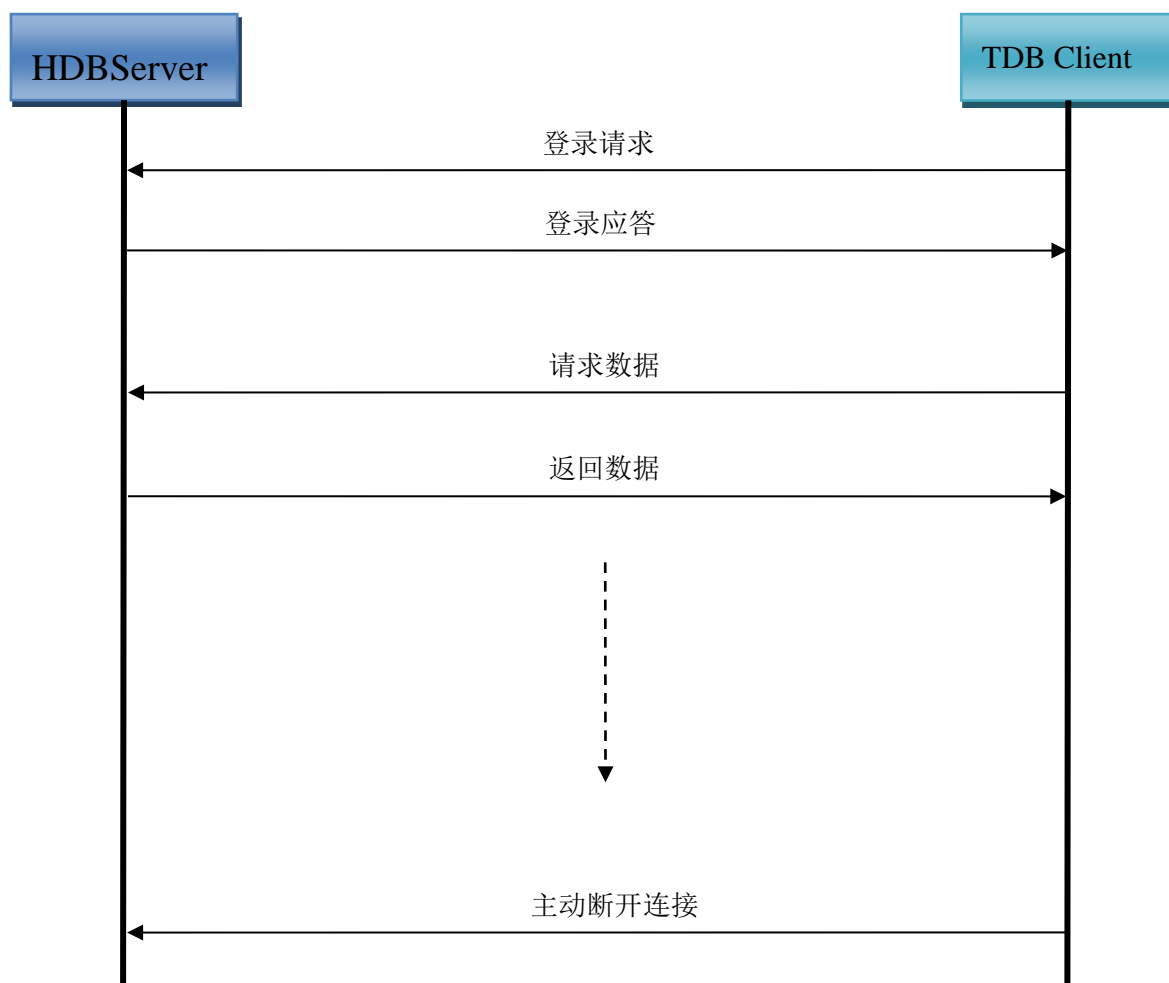 HDBServer
TDB Client
登录请求
登录应答
请求数据
返回数据
主动断开连接